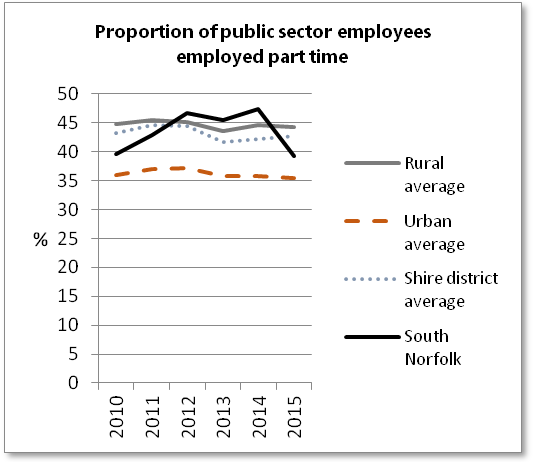 Proportion of public sector employees
employed part time
50
45
40
35
30
25
20
15
10
5
0
%
2010
2011
2012
2013
2014
2015
Rural
average
Urban
average
Shire district
average
South
Norfolk